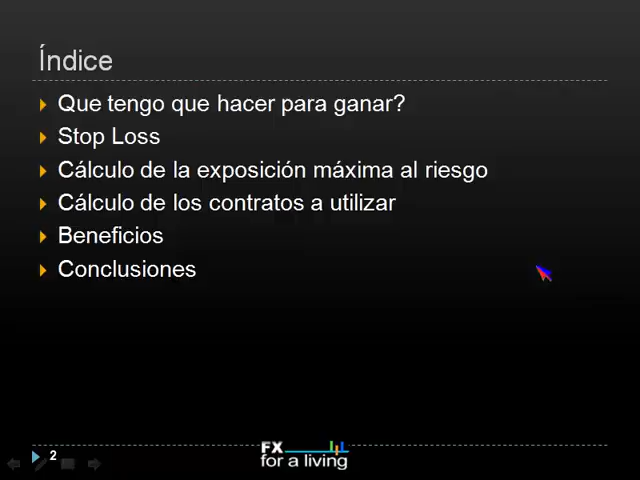 Índice
Que tengo que hacer para ganar?
Stop Loss
Cálculo de la exposición máxima al riesgo
Cálculo de los contratos a utilizar
Beneficios
Conclusiones
2
FX
for a living